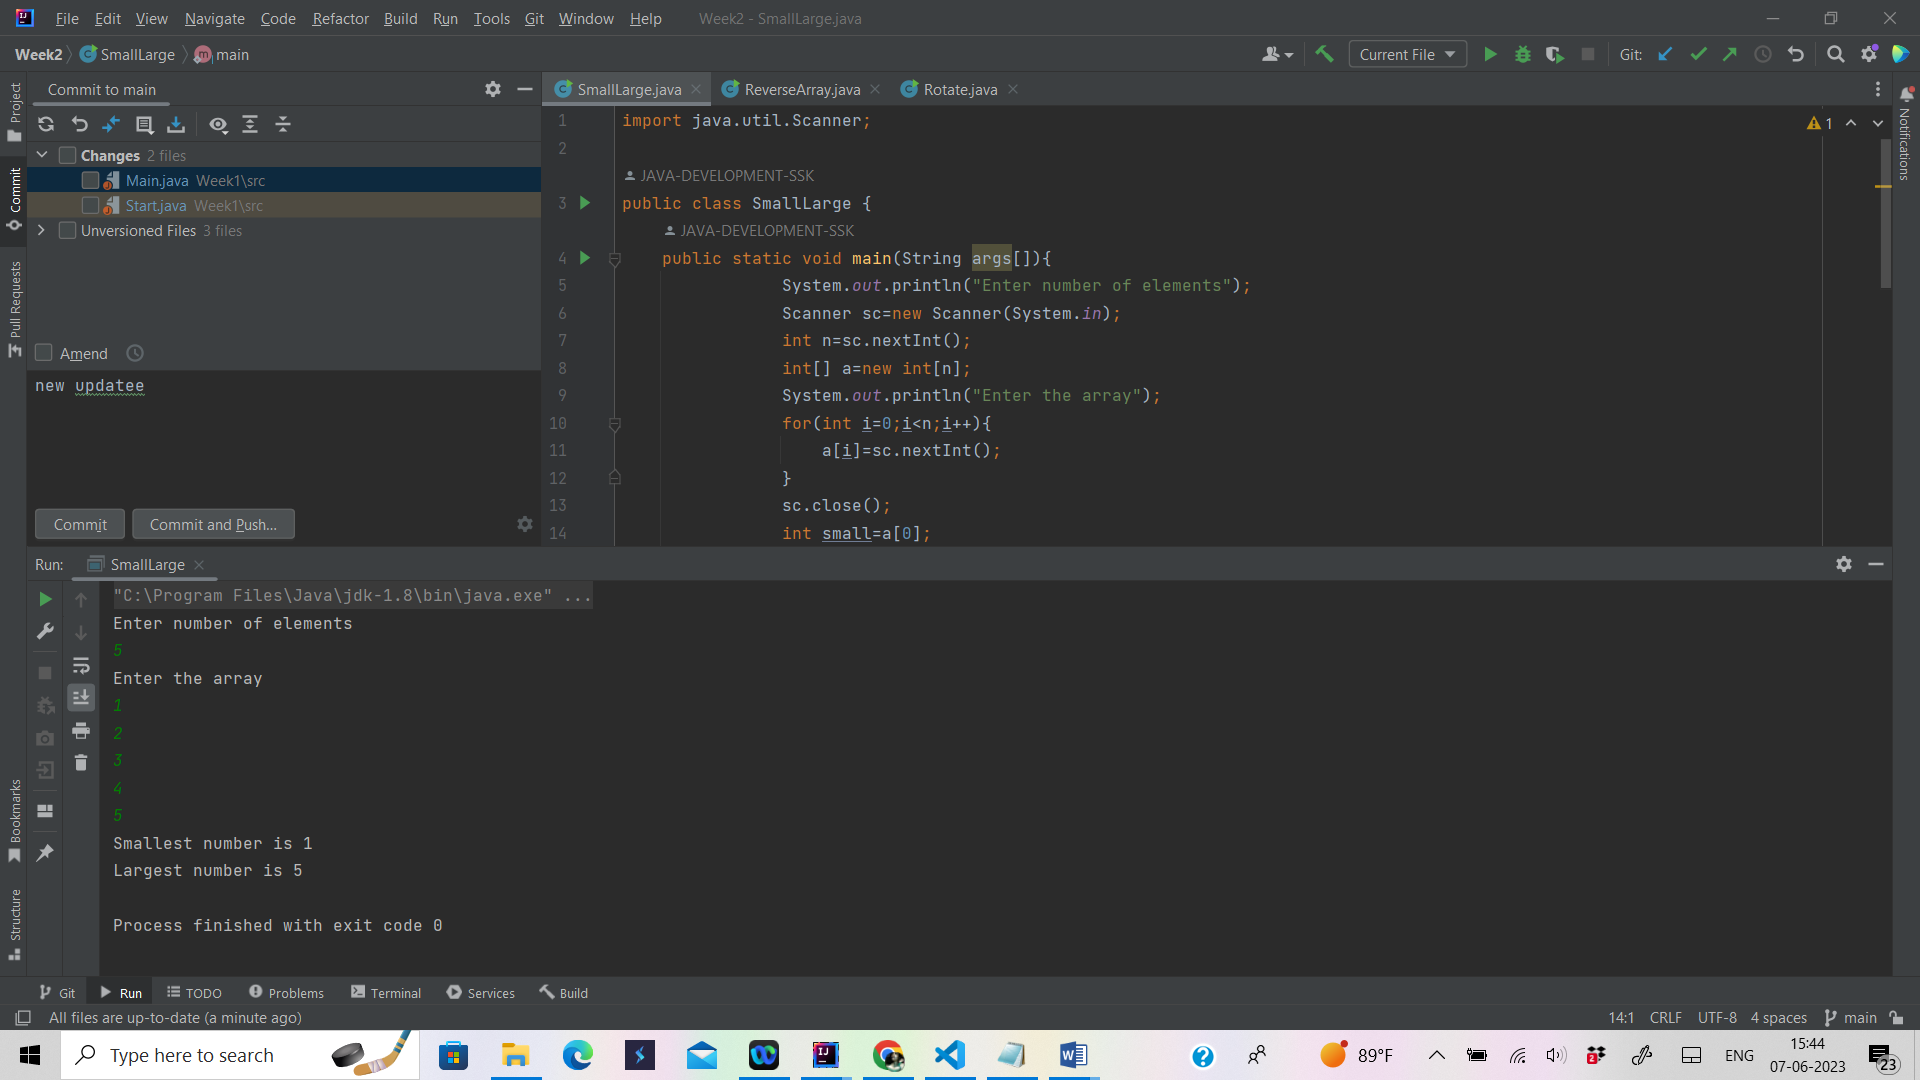 File Edit View Navigate Code Refactor Build Run Tools Git Window Help Week2 - SmallLarge.java
Week2 SmallLarge main Current File Git:
Project
Commit
Pull Requests
Bookmarks
Structure
Commit to main
Changes 2 files
Main.java Week1\src
Start.java Week1\src
Unversioned Files 3 files
Amend
new updatee
Commit Commit and Push...
SmallLarge.java ReverseArray.java Rotate.java
1
Notifications
1 import java.util.Scanner;
2
JAVA-DEVELOPMENT-SSK
3 public class SmallLarge {
JAVA-DEVELOPMENT-SSK
4 public static void main(String args[]){
5 System.out.println("Enter number of elements");
6 Scanner sc=new Scanner(System.in);
7 int n=sc.nextInt();
8 int[] a=new int[n];
9 System.out.println("Enter the array");
10 for(int i=0;i<n;i++){
11 a[i]=sc.nextInt();
12 }
13 sc.close();
14 int small=a[0];
Run: SmallLarge
"C:\Program Files\Java\jdk-1.8\bin\java.exe" ...
Enter number of elements
5
Enter the array
1
2
3
4
5
Smallest number is 1
Largest number is 5
Process finished with exit code 0
Git Run TODO Problems Terminal Services Build
All files are up-to-date (a minute ago) 14:1 CRLF UTF-8 4 spaces main
Type here to search 89°F ENG 15:44
07-06-2023 23